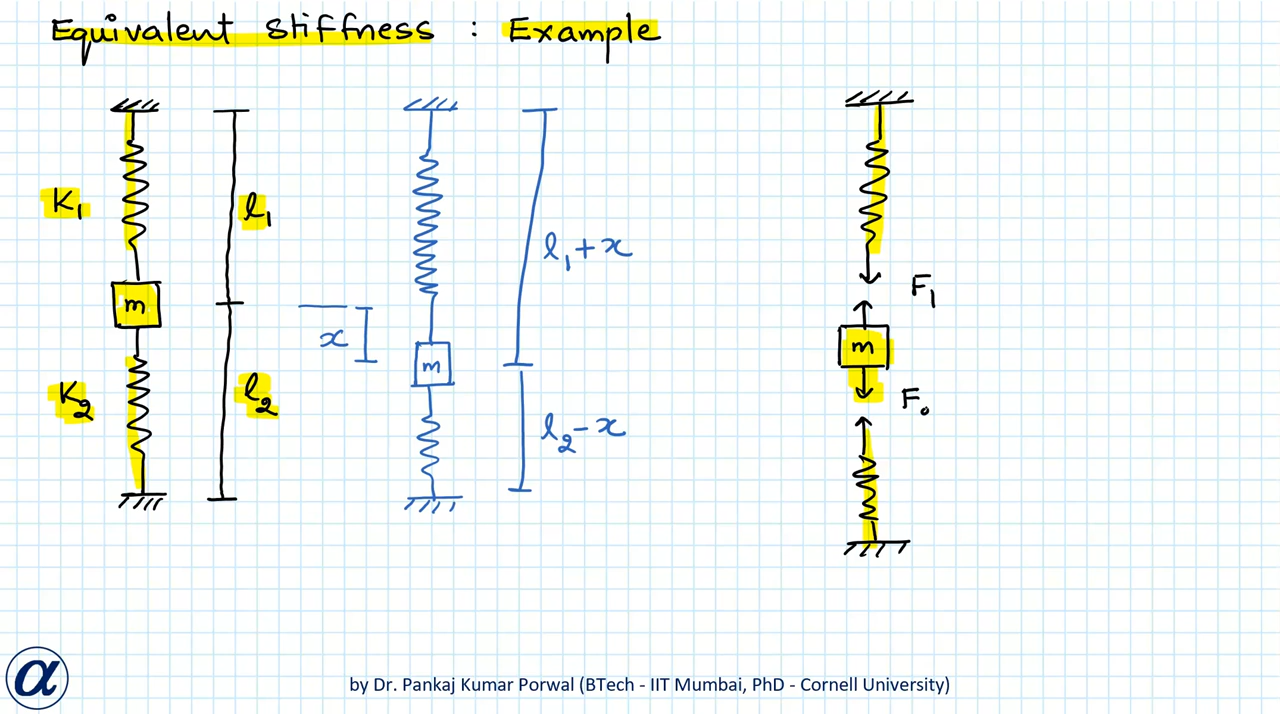 Equivalent stiffness : Example
K₁
l₁
m
K₂
l₂
x
m
l₁+x
l₂-x
F₁
m
F₀
α
by Dr. Pankaj Kumar Porwal (BTech - IIT Mumbai, PhD - Cornell University)